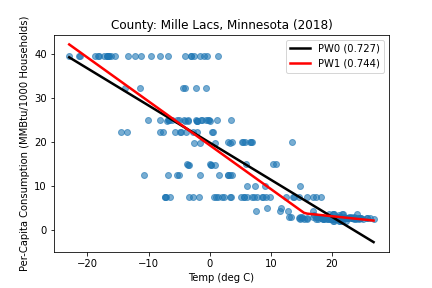 County: Mille Lacs, Minnesota (2018)
PW0 (0.727)
PW1 (0.744)
Per-Capita Consumption (MMBtu/1000 Households)
40
30
20
10
0
−20
−10
0
10
20
Temp (deg C)